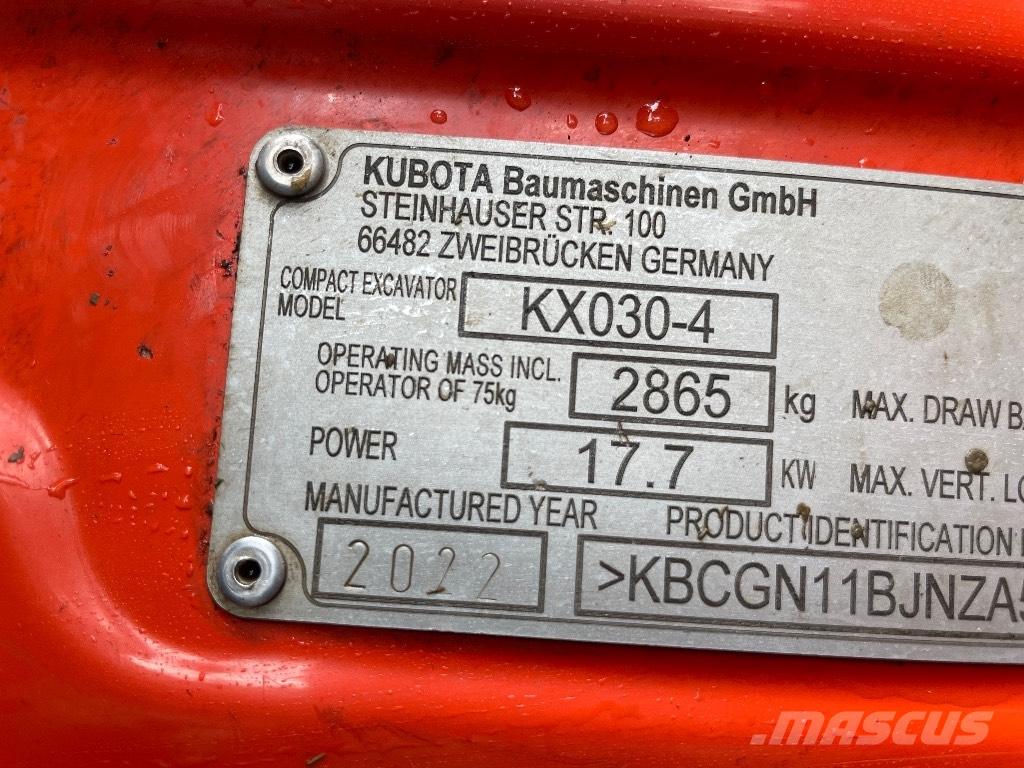 KUBOTA Baumaschinen GmbH
STEINHAUSER STR. 100
66482 ZWEIBRÜCKEN GERMANY
COMPACT EXCAVATOR
MODEL
KX030-4
OPERATING MASS INCL.
OPERATOR OF 75kg
2865 kg
MAX. DRAW B
POWER
17.7 KW
MAX. VERT. LO
MANUFACTURED YEAR
2022
PRODUCT IDENTIFICATION
>KBCGN11BJNZA5
MASCUS